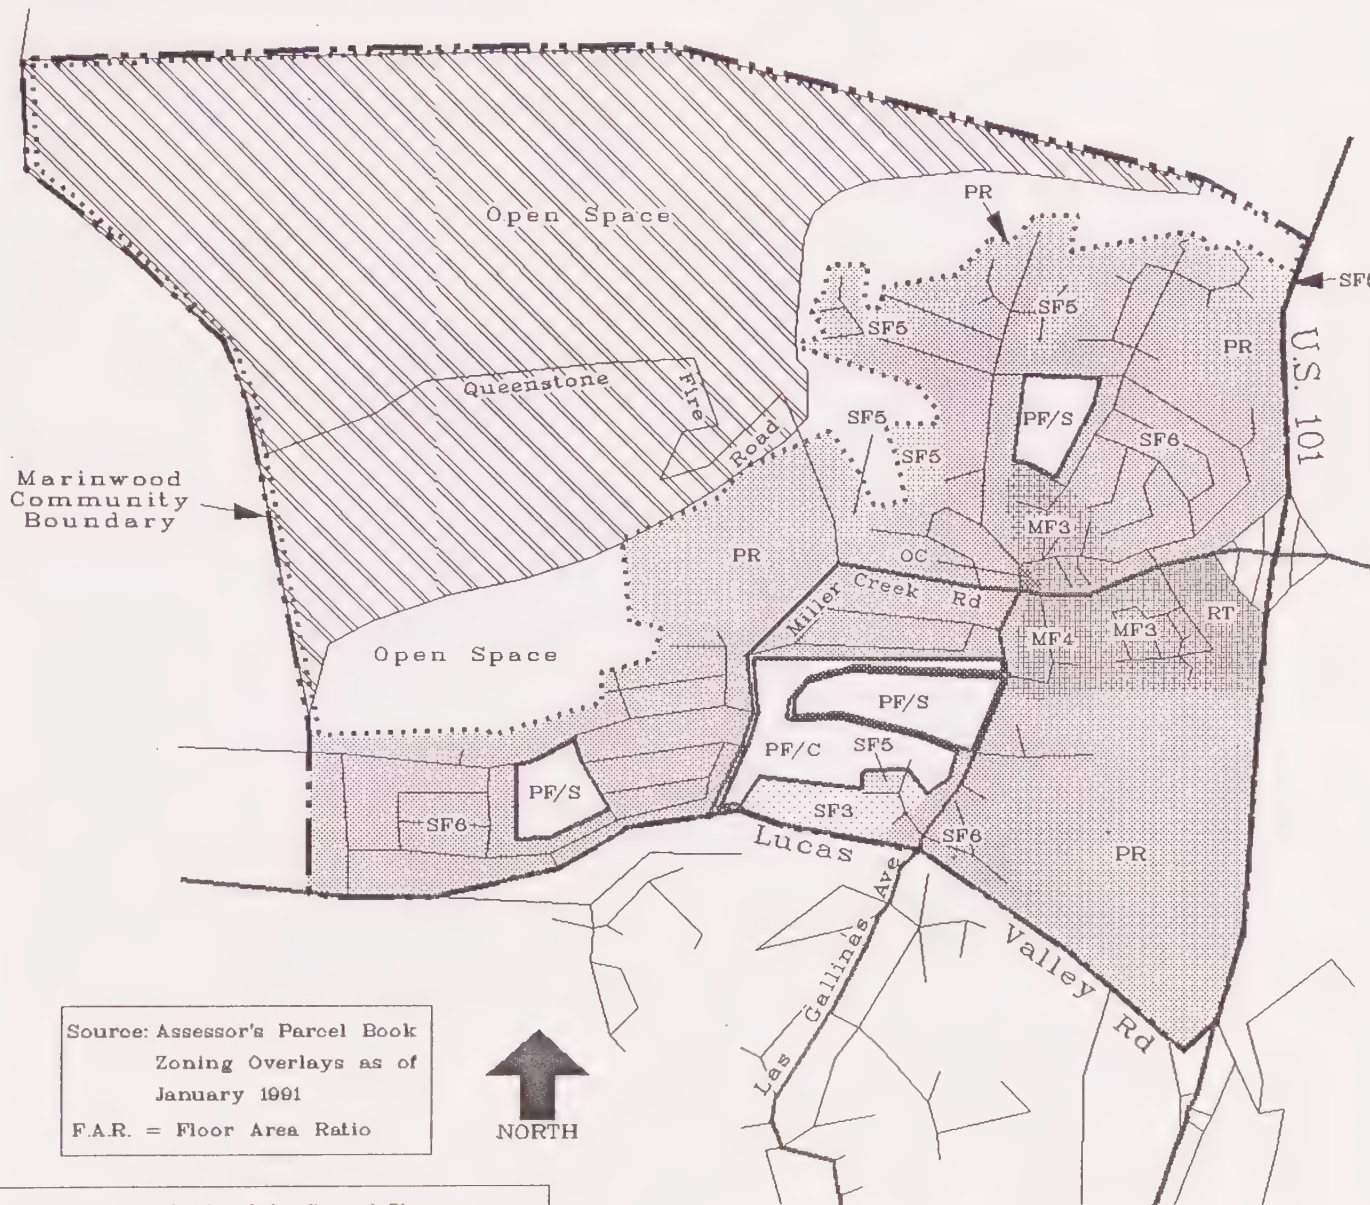 PR
Open Space
SF5
SF5
PR
U.S. 101
Queenstone
Fire
Road
SF5
SF5
PF/S
SF6
Marinwood
Community
Boundary
MF3
PR
OC
Miller Creek Rd
RT
MF4
MF3
Open Space
PF/S
PF/C
SF5
PF/S
SF3
SF6
SF6
PR
Lucas
Valley
Rd
Las Gallinas Ave
Source: Assessor's Parcel Book
Zoning Overlays as of
January 1991
F.A.R. = Floor Area Ratio
NORTH